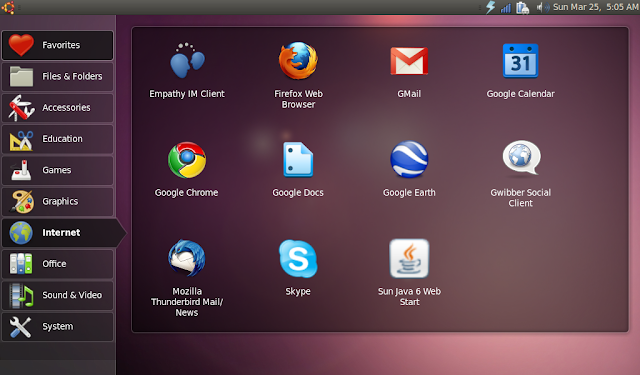 Sun Mar 25, 5:05 AM
Favorites
Files & Folders
Accessories
Education
Games
Graphics
Internet
Office
Sound & Video
System
Empathy IM Client
Firefox Web
Browser
GMail
31
Google Calendar
Google Chrome
Google Docs
Google Earth
Gwibber Social
Client
Mozilla
Thunderbird Mail/
News
S
Skype
Sun Java 6 Web
Start